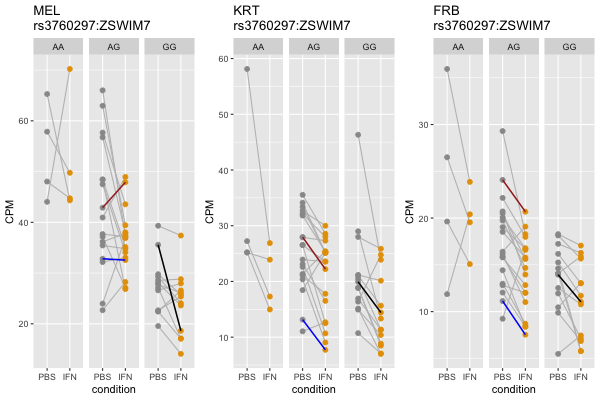 MEL
rs3760297:ZSWIM7
AA AG GG
CPM
60
40
20
PBS IFN PBS IFN PBS IFN
condition
KRT
rs3760297:ZSWIM7
AA AG GG
CPM
60
50
40
30
20
10
PBS IFN PBS IFN PBS IFN
condition
FRB
rs3760297:ZSWIM7
AA AG GG
CPM
30
20
10
PBS IFN PBS IFN PBS IFN
condition